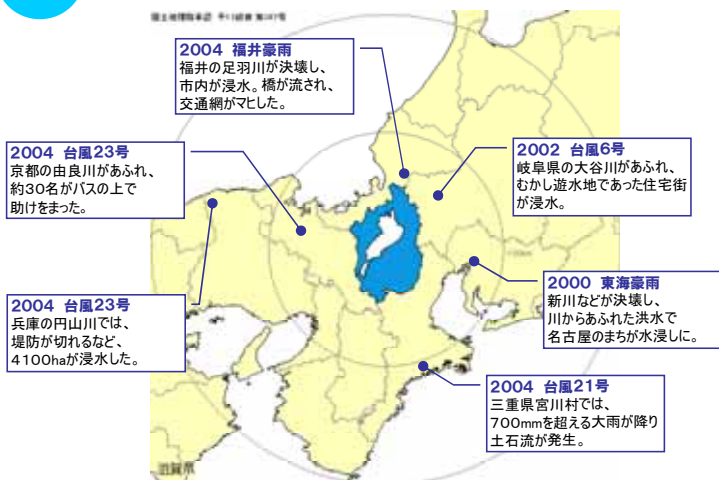 2004 福井豪雨
福井の足羽川が決壊し、
市内が浸水。橋が流され、
交通網がマヒした。
2004 台風23号
京都の由良川があふれ、
約30名がバスの上で
助けをまった。
2002 台風6号
岐阜県の大谷川があふれ、
むかし遊水地であった住宅街
が浸水。
2000 東海豪雨
新川などが決壊し、
川からあふれた洪水で
名古屋のまちが水浸しに。
2004 台風23号
兵庫の円山川では、
堤防が切れるなど、
4100haが浸水した。
2004 台風21号
三重県宮川村では、
700mmを超える大雨が降り
土石流が発生。
滋賀県